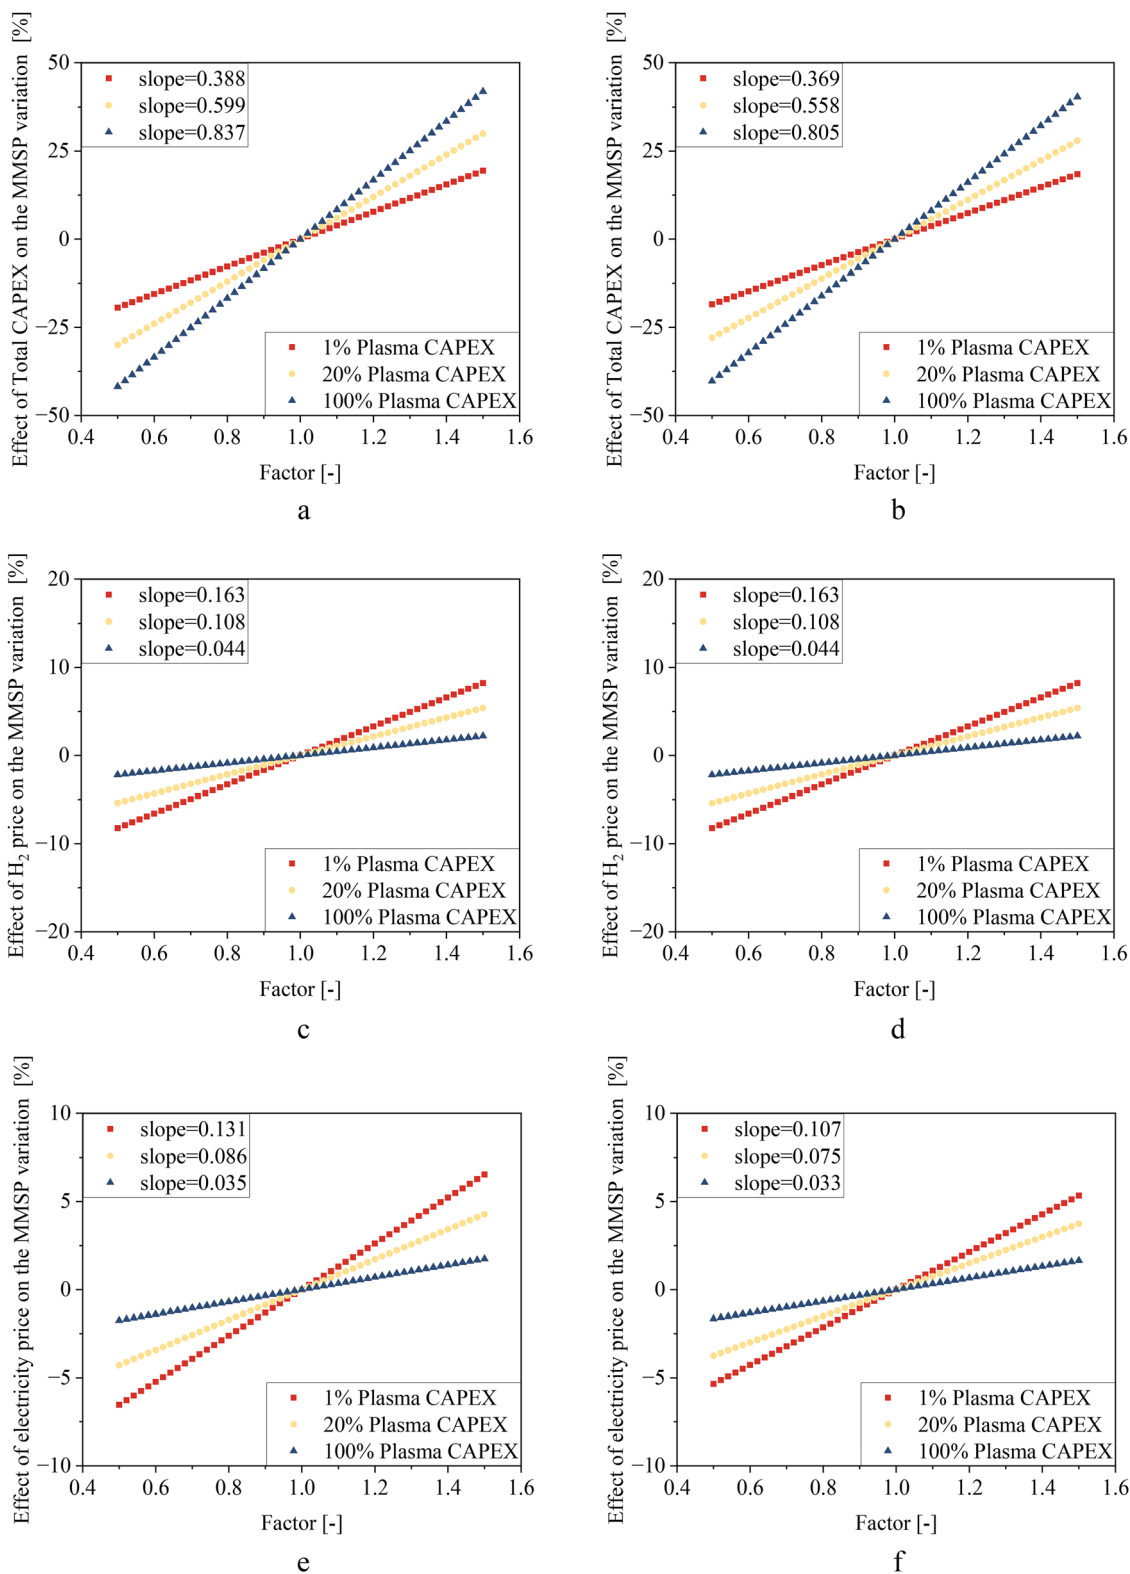 Effect of Total CAPEX on the MMSP variation [%]
50
25
0
−25
−50
slope=0.388
slope=0.599
slope=0.837
1% Plasma CAPEX
20% Plasma CAPEX
100% Plasma CAPEX
0.4 0.6 0.8 1.0 1.2 1.4 1.6
Factor [-]
a
Effect of Total CAPEX on the MMSP variation [%]
50
25
0
−25
−50
slope=0.369
slope=0.558
slope=0.805
1% Plasma CAPEX
20% Plasma CAPEX
100% Plasma CAPEX
0.4 0.6 0.8 1.0 1.2 1.4 1.6
Factor [-]
b
Effect of H₂ price on the MMSP variation [%]
20
10
0
−10
−20
slope=0.163
slope=0.108
slope=0.044
1% Plasma CAPEX
20% Plasma CAPEX
100% Plasma CAPEX
0.4 0.6 0.8 1.0 1.2 1.4 1.6
Factor [-]
c
Effect of H₂ price on the MMSP variation [%]
20
10
0
−10
−20
slope=0.163
slope=0.108
slope=0.044
1% Plasma CAPEX
20% Plasma CAPEX
100% Plasma CAPEX
0.4 0.6 0.8 1.0 1.2 1.4 1.6
Factor [-]
d
Effect of electricity price on the MMSP variation [%]
10
5
0
−5
−10
slope=0.131
slope=0.086
slope=0.035
1% Plasma CAPEX
20% Plasma CAPEX
100% Plasma CAPEX
0.4 0.6 0.8 1.0 1.2 1.4 1.6
Factor [-]
e
Effect of electricity price on the MMSP variation [%]
10
5
0
−5
−10
slope=0.107
slope=0.075
slope=0.033
1% Plasma CAPEX
20% Plasma CAPEX
100% Plasma CAPEX
0.4 0.6 0.8 1.0 1.2 1.4 1.6
Factor [-]
f